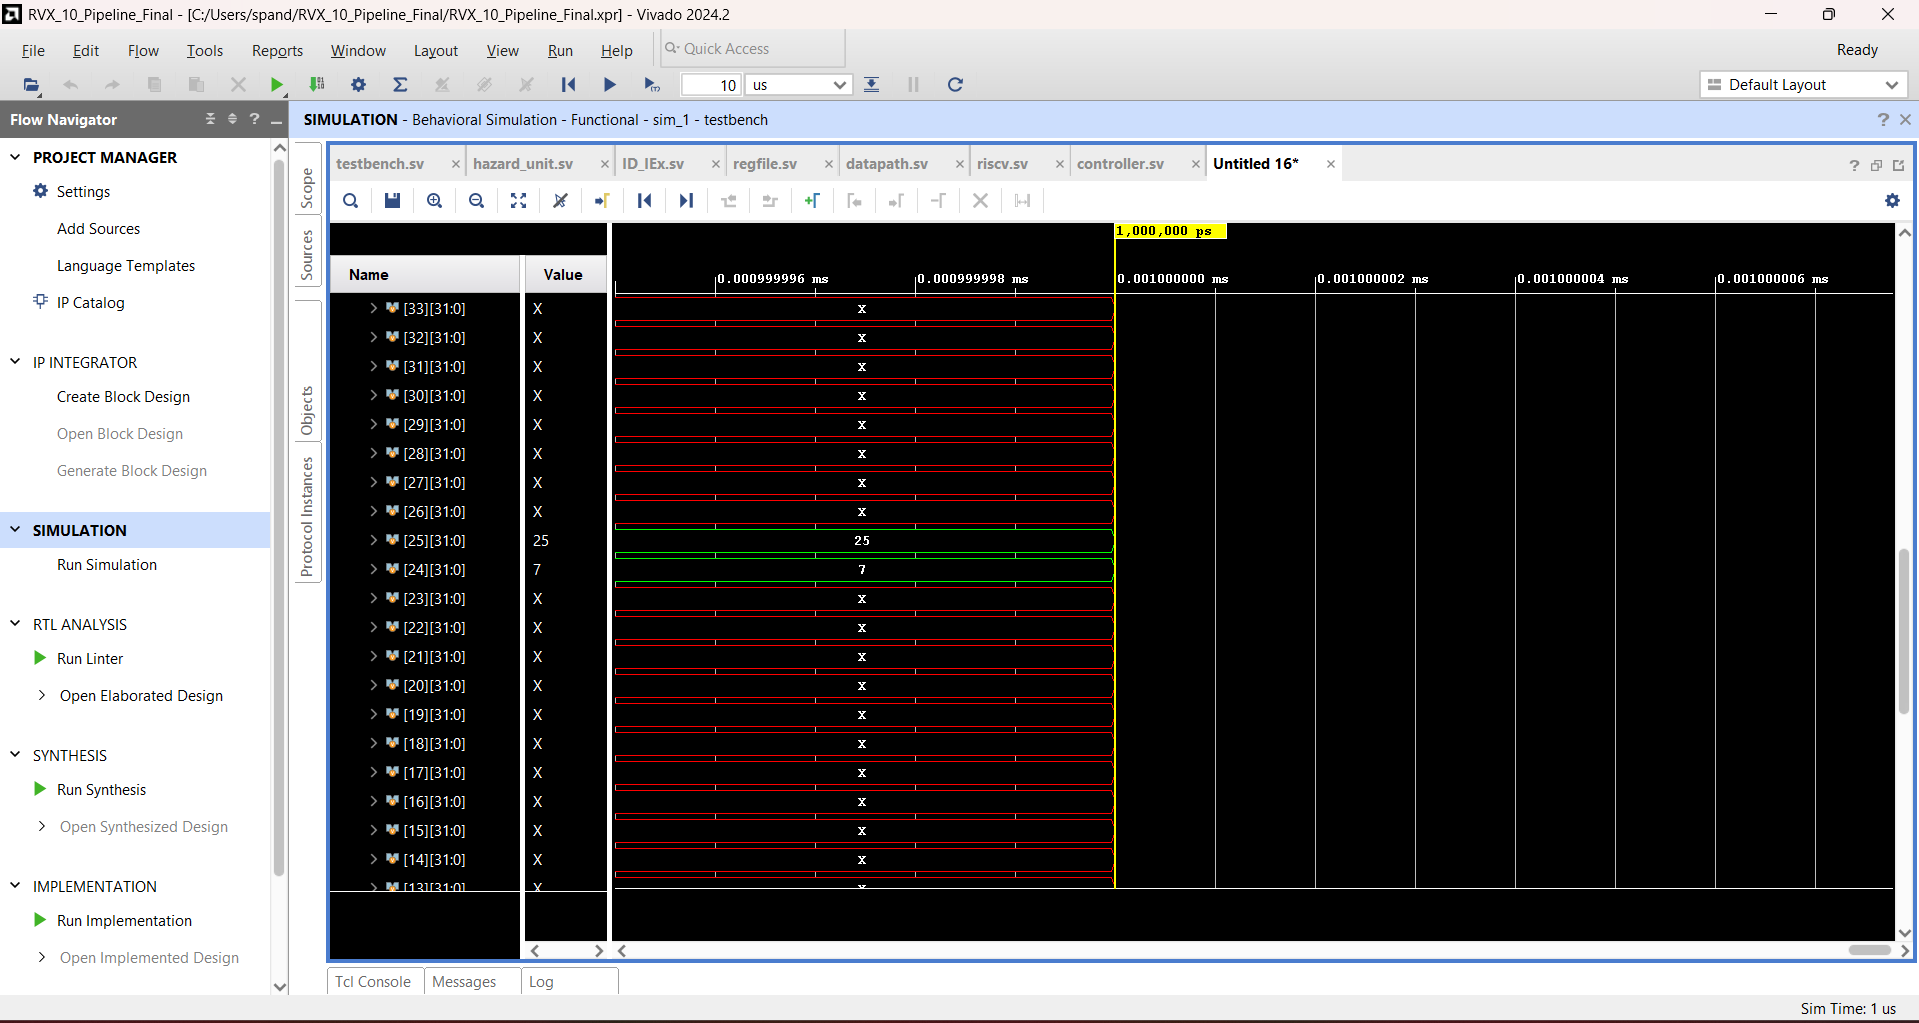 RVX_10_Pipeline_Final - [C:/Users/spand/RVX_10_Pipeline_Final/RVX_10_Pipeline_Final.xpr] - Vivado 2024.2
File Edit Flow Tools Reports Window Layout View Run Help Quick Access Ready
10 us Default Layout
Flow Navigator
SIMULATION - Behavioral Simulation - Functional - sim_1 - testbench
PROJECT MANAGER
Settings
Add Sources
Language Templates
IP Catalog
IP INTEGRATOR
Create Block Design
Open Block Design
Generate Block Design
SIMULATION
Run Simulation
RTL ANALYSIS
Run Linter
Open Elaborated Design
SYNTHESIS
Run Synthesis
Open Synthesized Design
IMPLEMENTATION
Run Implementation
Open Implemented Design
Scope
Sources
Objects
Protocol Instances
testbench.sv hazard_unit.sv ID_IEx.sv regfile.sv datapath.sv riscv.sv controller.sv Untitled 16*
1,000,000 ps
Name Value 0.000999996 ms 0.000999998 ms 0.001000000 ms 0.001000002 ms 0.001000004 ms 0.001000006 ms
[33][31:0] X X
[32][31:0] X X
[31][31:0] X X
[30][31:0] X X
[29][31:0] X X
[28][31:0] X X
[27][31:0] X X
[26][31:0] X X
[25][31:0] 25 25
[24][31:0] 7 7
[23][31:0] X X
[22][31:0] X X
[21][31:0] X X
[20][31:0] X X
[19][31:0] X X
[18][31:0] X X
[17][31:0] X X
[16][31:0] X X
[15][31:0] X X
[14][31:0] X X
[13][31:0] X X
Tcl Console Messages Log
Sim Time: 1 us